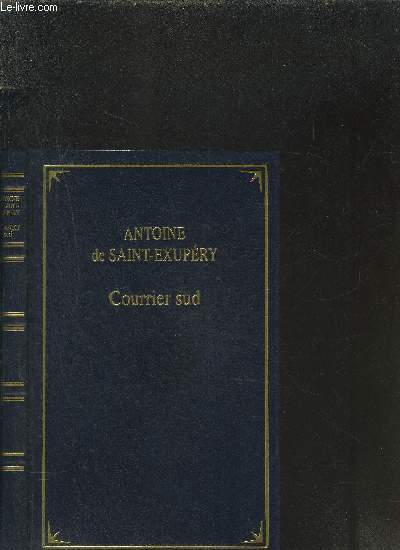 Le-livre.com
ANTOINE
de SAINT-EXUPÉRY
Courrier sud